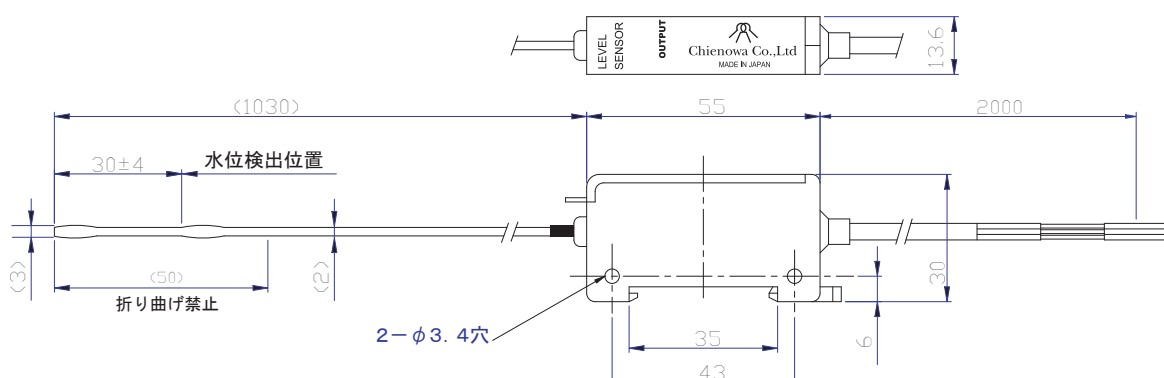 LEVEL
SENSOR
OUTPUT
Chienowa Co.,Ltd
MADE IN JAPAN
13.6
(1030)
55
2000
30±4
水位検出位置
(3)
(50)
(2)
折り曲げ禁止
30
2－φ3.4穴
35
6
43